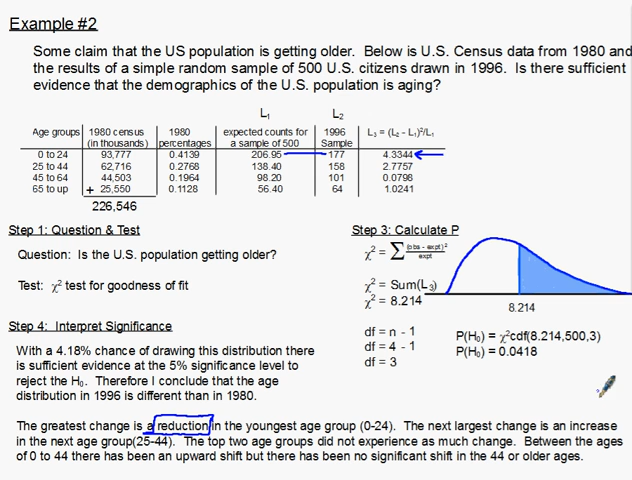 Example #2
Some claim that the US population is getting older. Below is U.S. Census data from 1980 and
the results of a simple random sample of 500 U.S. citizens drawn in 1996. Is there sufficient
evidence that the demographics of the U.S. population is aging?
L₁ L₂
Age groups 1980 census 1980 expected counts for 1996 L₃ = (L₂ - L₁)²/L₁
(in thousands) percentages a sample of 500 Sample
0 to 24 93,777 0.4139 206.95 177 4.3344
25 to 44 62,716 0.2768 138.40 158 2.7757
45 to 64 44,503 0.1964 98.20 101 0.0798
65 to up + 25,550 0.1128 56.40 64 1.0241
226,546
Step 1: Question & Test
Question: Is the U.S. population getting older?
Test: χ² test for goodness of fit
Step 3: Calculate P
χ² = ∑ (obs - expt)²/expt
χ² = Sum(L₃)
χ² = 8.214
8.214
df = n - 1
df = 4 - 1
df = 3
P(H₀) = χ²cdf(8.214,500,3)
P(H₀) = 0.0418
Step 4: Interpret Significance
With a 4.18% chance of drawing this distribution there
is sufficient evidence at the 5% significance level to
reject the H₀. Therefore I conclude that the age
distribution in 1996 is different than in 1980.
The greatest change is a reduction in the youngest age group (0-24). The next largest change is an increase
in the next age group(25-44). The top two age groups did not experience as much change. Between the ages
of 0 to 44 there has been an upward shift but there has been no significant shift in the 44 or older ages.